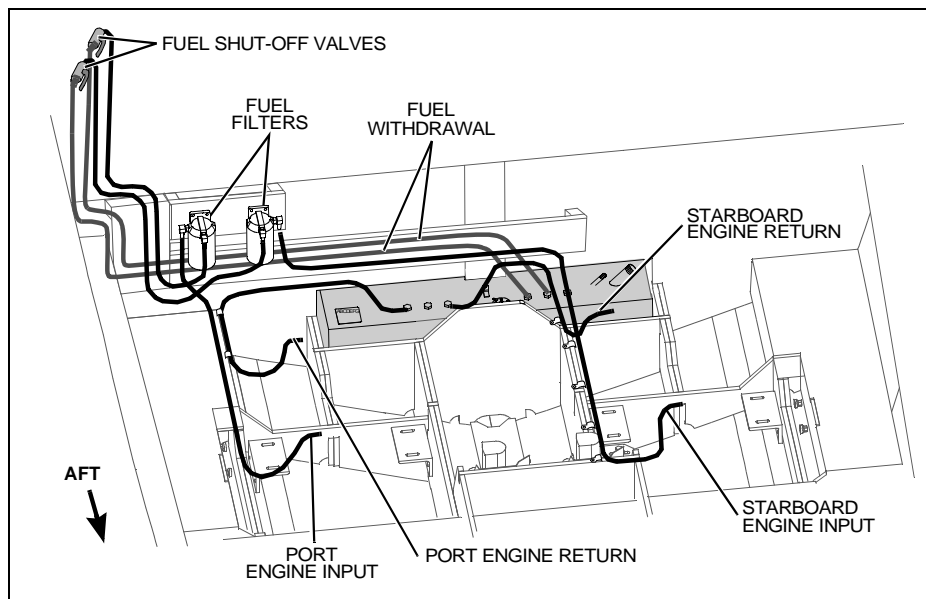 FUEL SHUT-OFF VALVES
FUEL
FILTERS
FUEL
WITHDRAWAL
STARBOARD
ENGINE RETURN
AFT
STARBOARD
ENGINE INPUT
PORT
ENGINE INPUT
PORT ENGINE RETURN